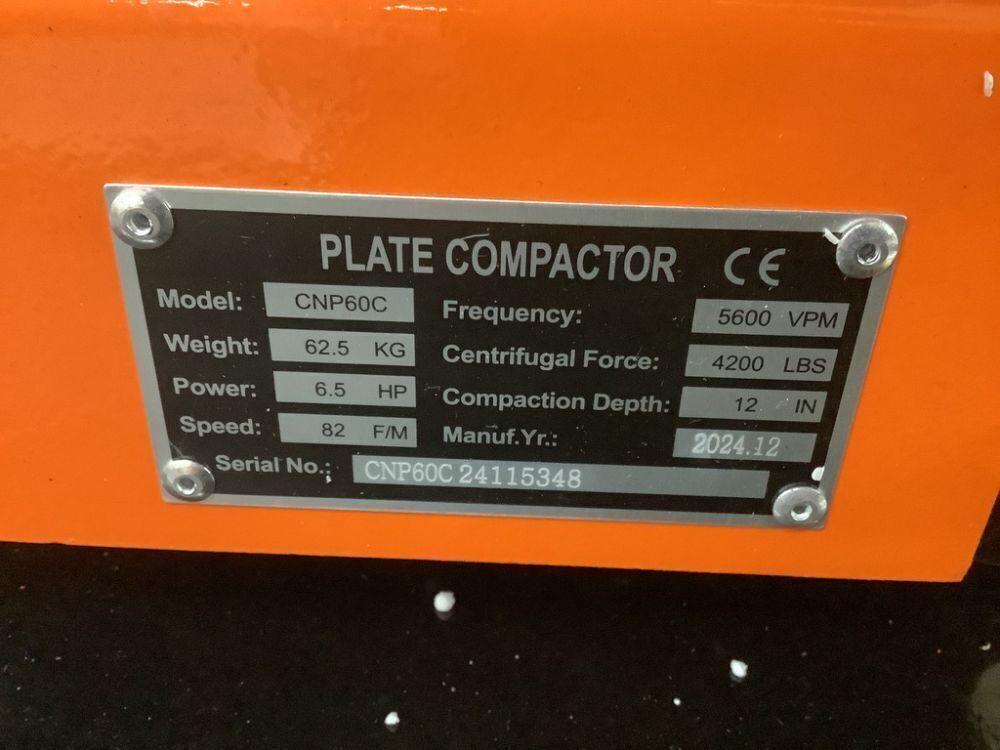 PLATE COMPACTOR CE
Model: CNP60C
Weight: 62.5 KG
Power: 6.5 HP
Speed: 82 F/M
Frequency: 5600 VPM
Centrifugal Force: 4200 LBS
Compaction Depth: 12 IN
Manuf.Yr.: 2024.12
Serial No.: CNP60C 24115348